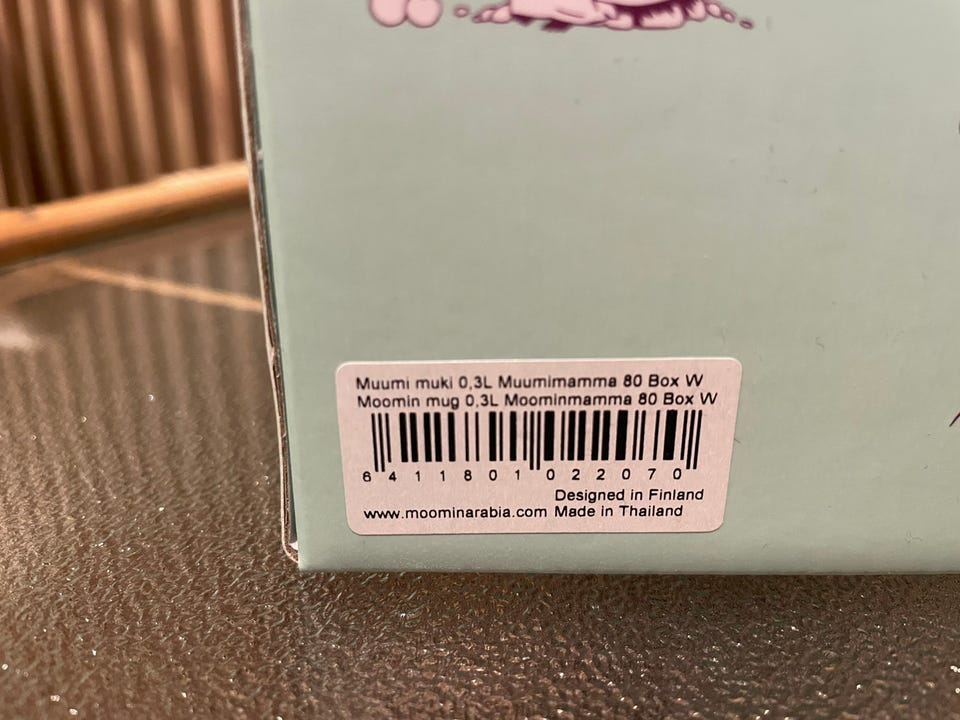 Muumi muki 0,3L Muumimamma 80 Box W
Moomin mug 0,3L Moominmamma 80 Box W
6 411801 022070
Designed in Finland
www.moominarabia.com Made in Thailand